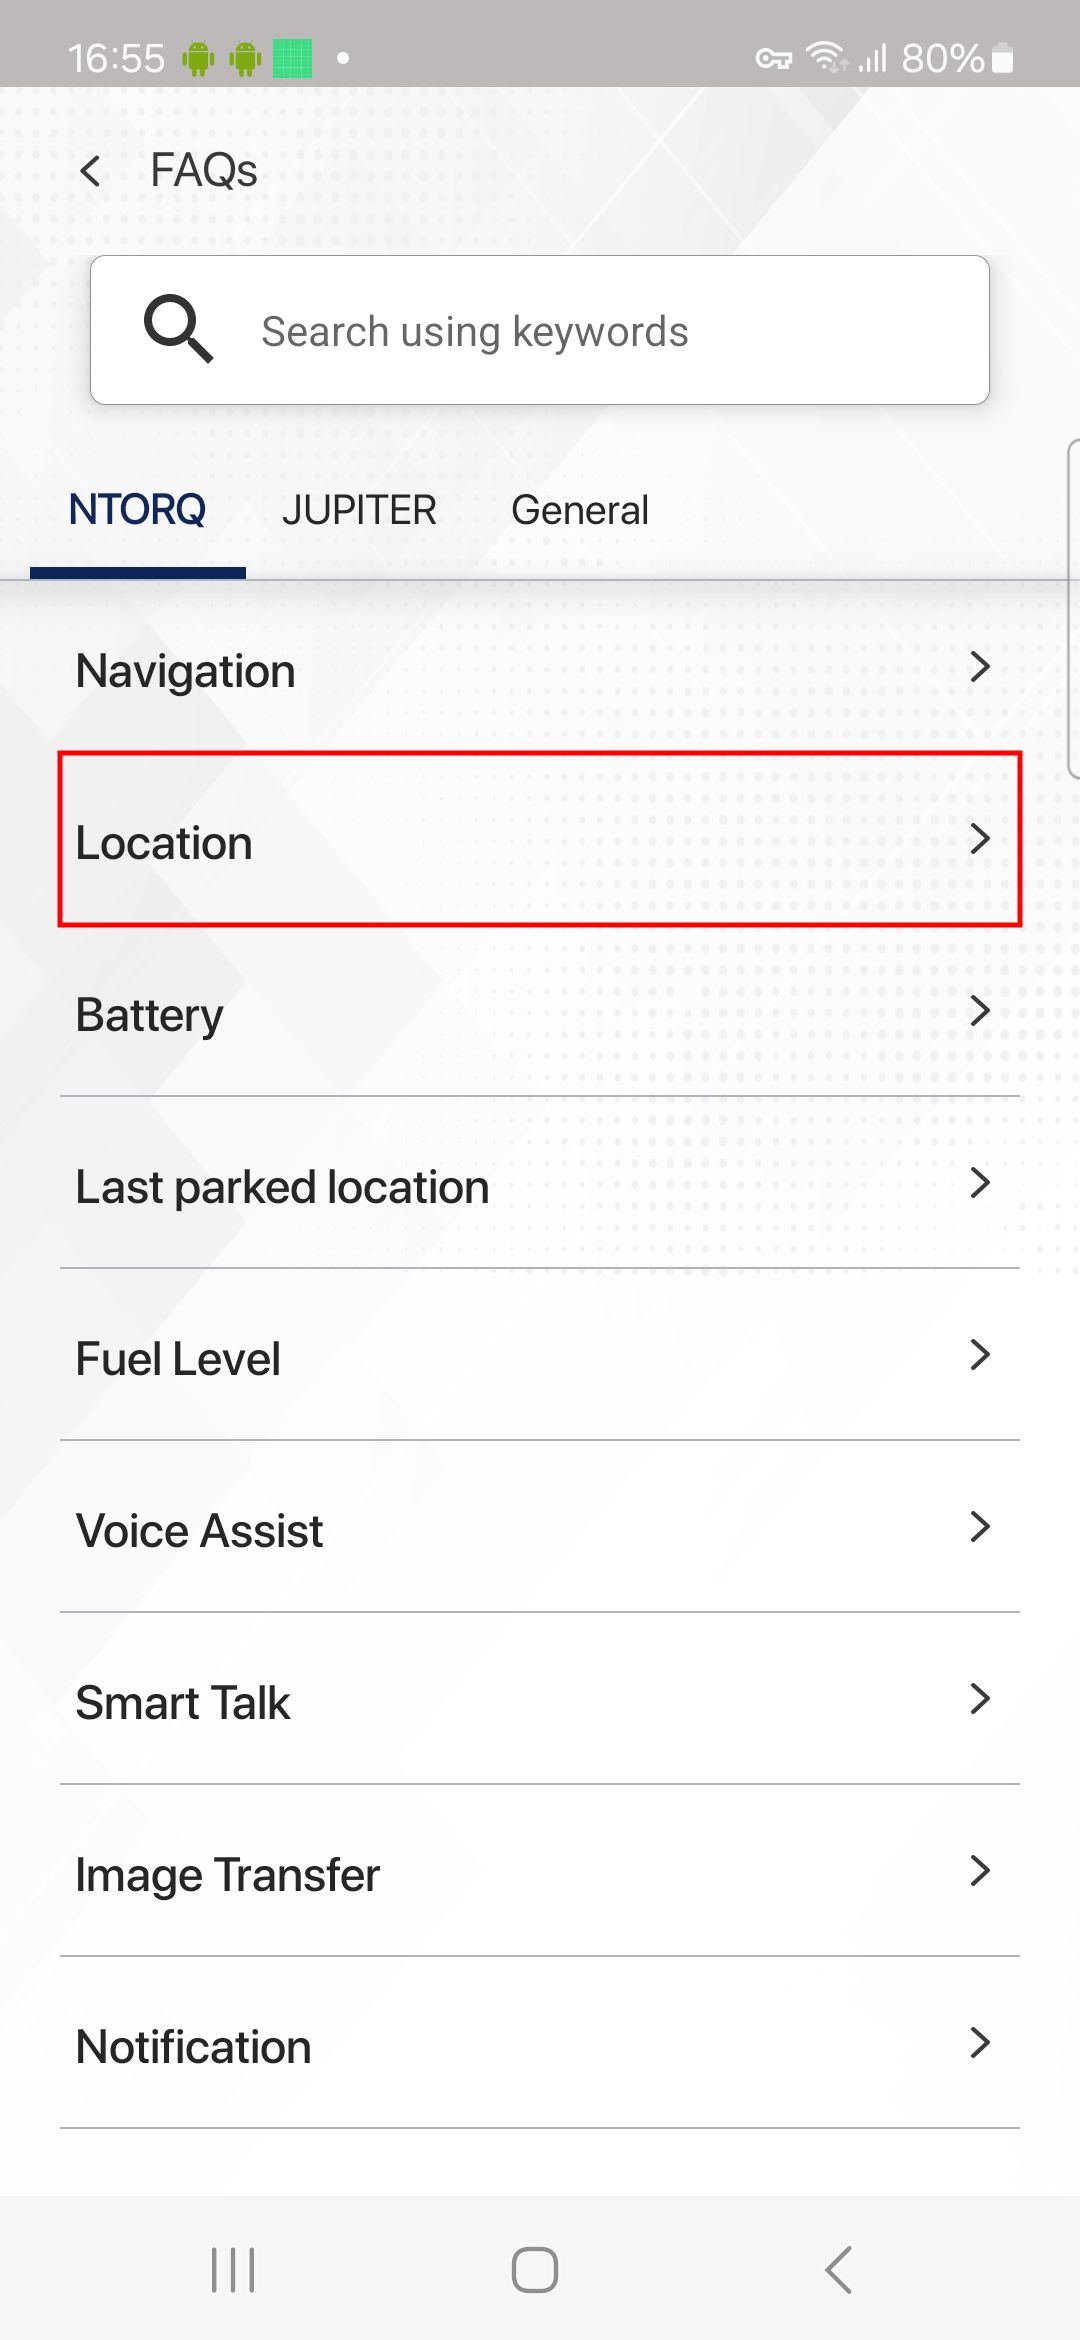 16:55 80%
FAQs
Search using keywords
NTORQ JUPITER General
Navigation
Location
Battery
Last parked location
Fuel Level
Voice Assist
Smart Talk
Image Transfer
Notification